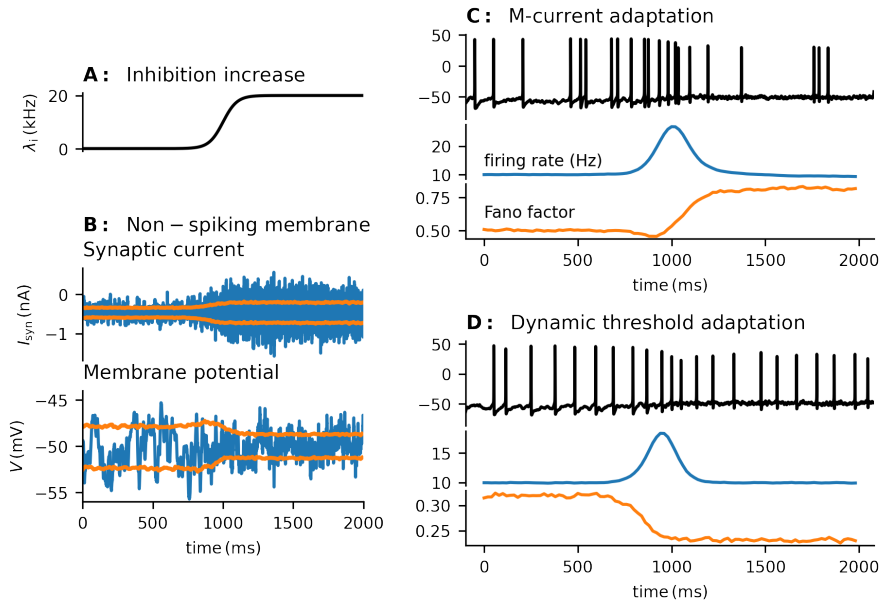 A: Inhibition increase
20
0
λi (kHz)
B: Non − spiking membrane
Synaptic current
0
−1
Isyn (nA)
Membrane potential
−45
−50
−55
V (mV)
0 500 1000 1500 2000
time (ms)
C: M-current adaptation
50
0
−50
20
10
firing rate (Hz)
0.75
0.50
Fano factor
0 500 1000 1500 2000
time (ms)
D: Dynamic threshold adaptation
50
0
−50
15
10
0.30
0.25
0 500 1000 1500 2000
time (ms)